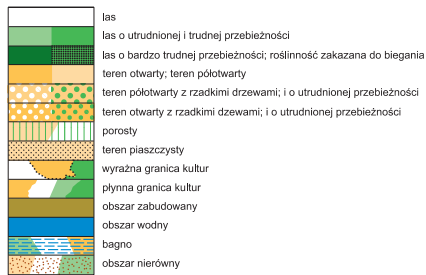 las
las o utrudnionej i trudnej przebieżności
las o bardzo trudnej przebieżności; roślinność zakazana do biegania
teren otwarty; teren półotwarty
teren półotwarty z rzadkimi drzewami; i o utrudnionej przebieżności
teren otwarty z rzadkimi dzewami; i o utrudnionej przebieżności
porosty
teren piaszczysty
wyraźna granica kultur
płynna granica kultur
obszar zabudowany
obszar wodny
bagno
obszar nierówny